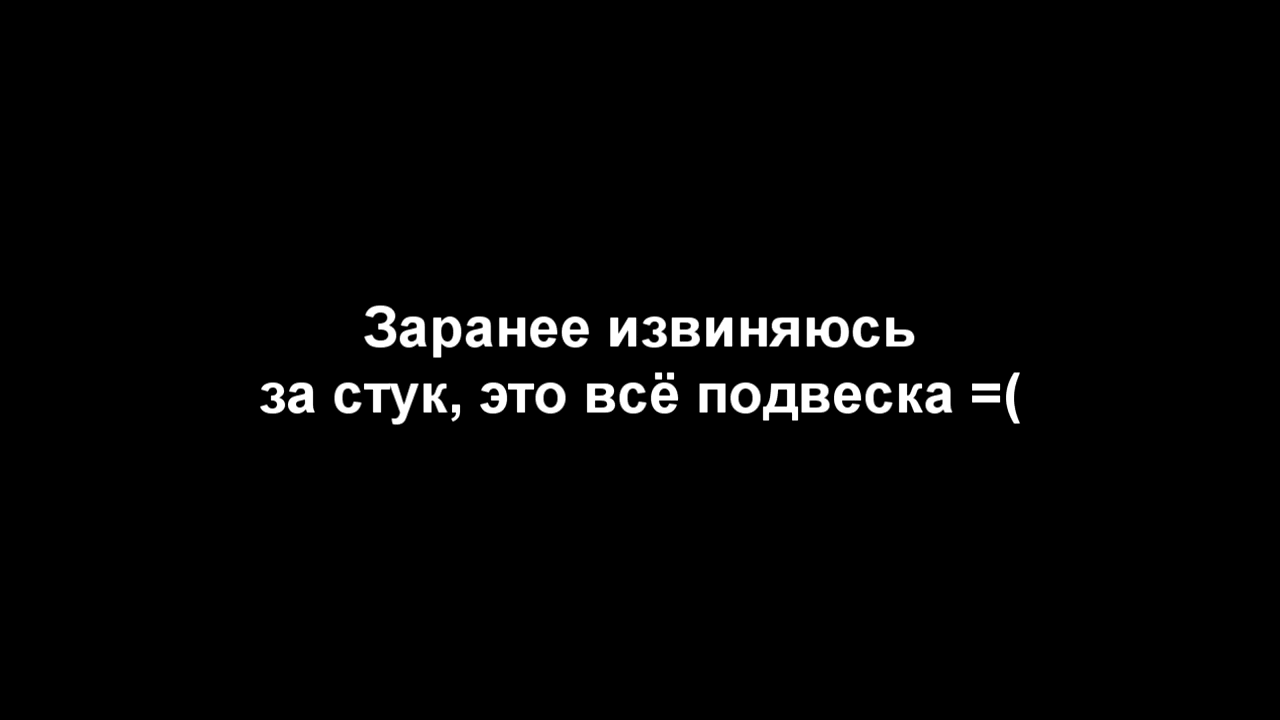 Заранее извиняюсь
за стук, это всё подвеска =(